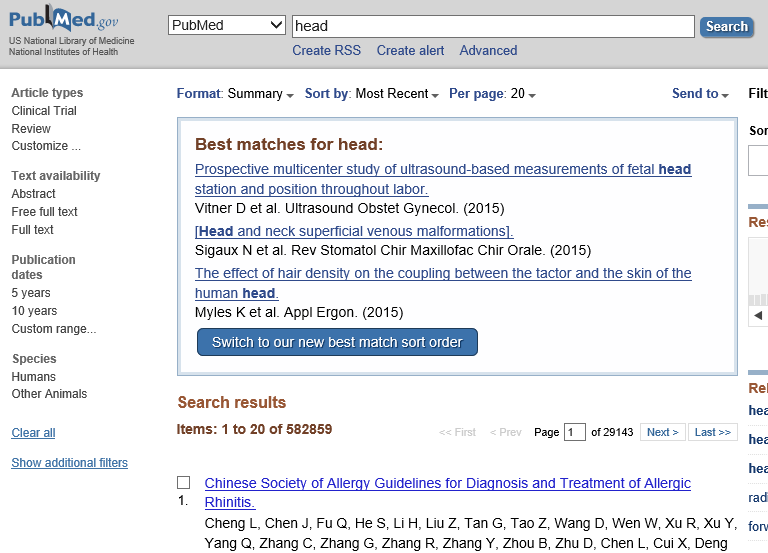 PubMed.gov
US National Library of Medicine
National Institutes of Health
PubMed
head
Search
Create RSS Create alert Advanced
Article types
Clinical Trial
Review
Customize ...
Text availability
Abstract
Free full text
Full text
Publication
dates
5 years
10 years
Custom range...
Species
Humans
Other Animals
Clear all
Show additional filters
Format: Summary Sort by: Most Recent Per page: 20 Send to
Best matches for head:
Prospective multicenter study of ultrasound-based measurements of fetal head
station and position throughout labor.
Vitner D et al. Ultrasound Obstet Gynecol. (2015)
[Head and neck superficial venous malformations].
Sigaux N et al. Rev Stomatol Chir Maxillofac Chir Orale. (2015)
The effect of hair density on the coupling between the tactor and the skin of the
human head.
Myles K et al. Appl Ergon. (2015)
Switch to our new best match sort order
Search results
Items: 1 to 20 of 582859
<< First < Prev Page 1 of 29143 Next > Last >>
Chinese Society of Allergy Guidelines for Diagnosis and Treatment of Allergic
1. Rhinitis.
Cheng L, Chen J, Fu Q, He S, Li H, Liu Z, Tan G, Tao Z, Wang D, Wen W, Xu R, Xu Y,
Yang Q, Zhang C, Zhang G, Zhang R, Zhang Y, Zhou B, Zhu D, Chen L, Cui X, Deng
Filt
Sor
Res
Rel
hea
hea
hea
radi
forw